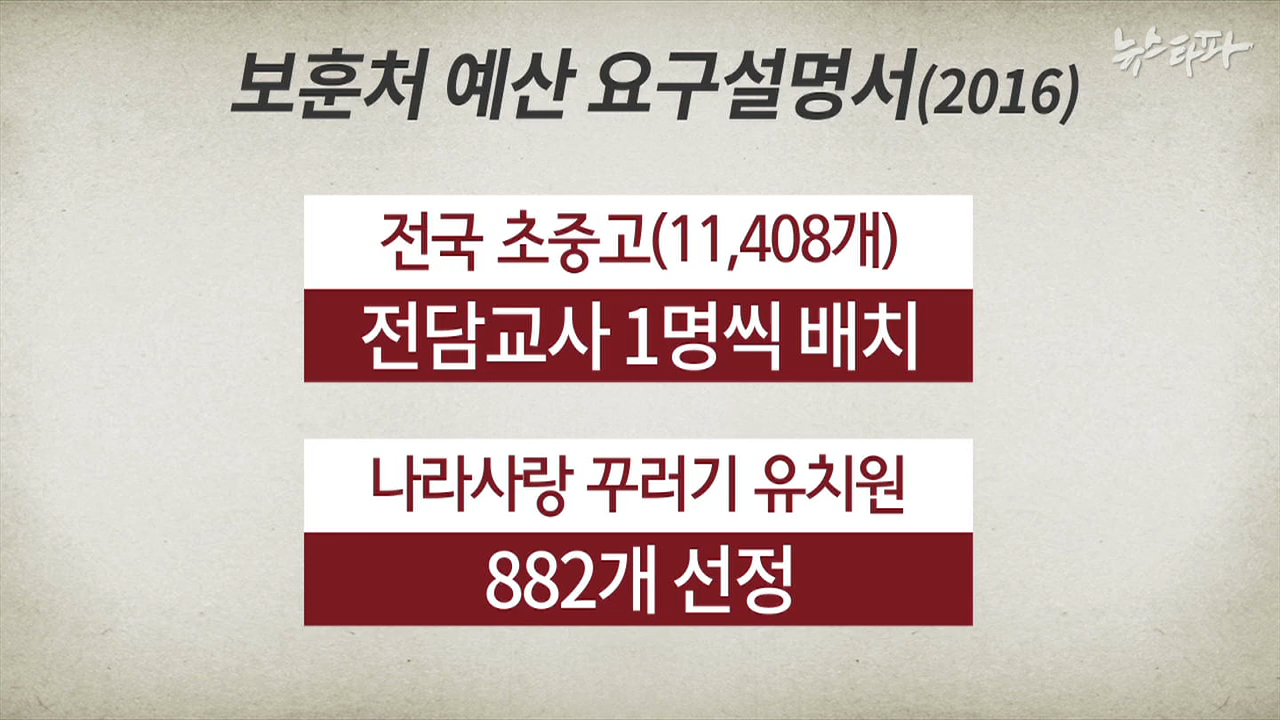 뉴스타파
보훈처 예산 요구설명서(2016)
전국 초중고(11,408개)
전담교사 1명씩 배치
나라사랑 꾸러기 유치원
882개 선정